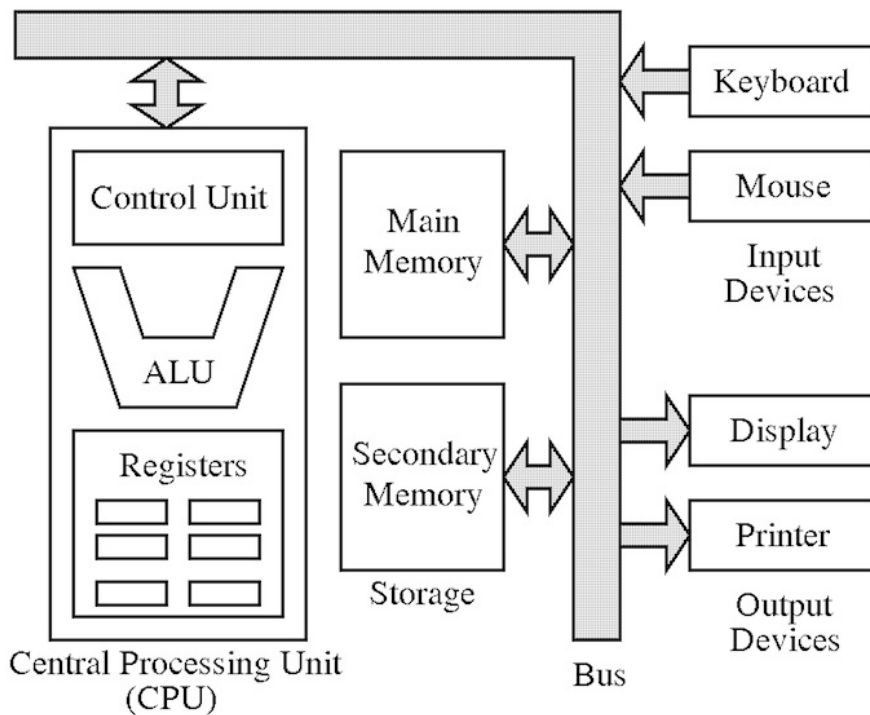 Control Unit
ALU
Registers
Central Processing Unit
(CPU)
Main
Memory
Secondary
Memory
Storage
Bus
Keyboard
Mouse
Input
Devices
Display
Printer
Output
Devices